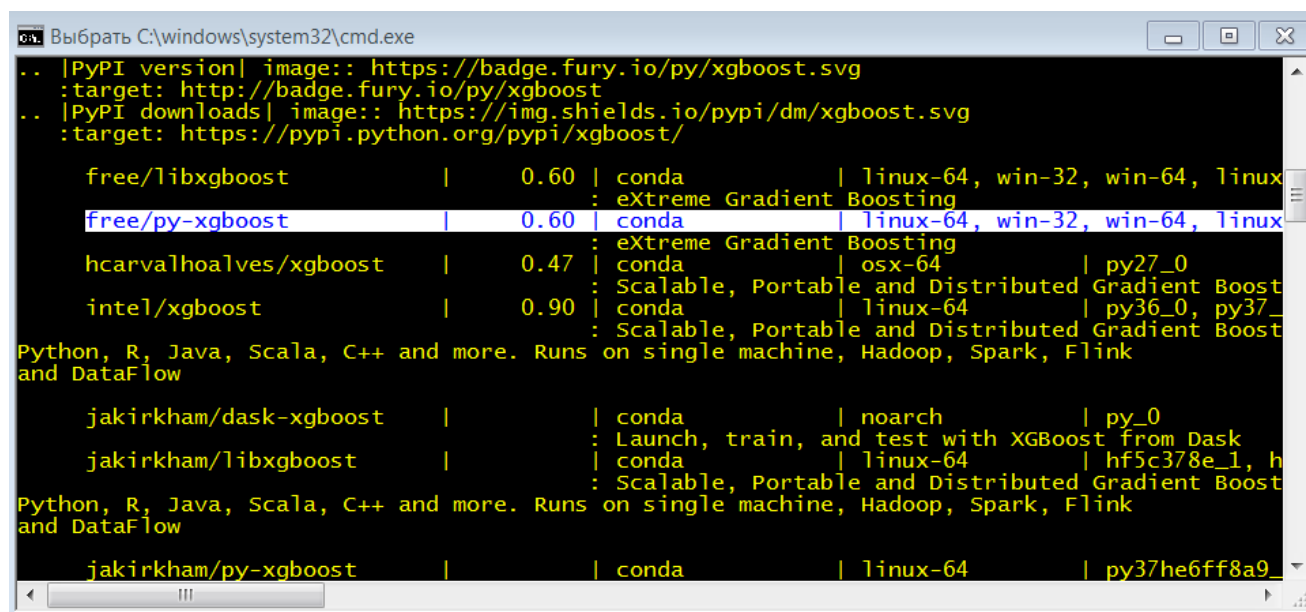 Выбрать C:\windows\system32\cmd.exe
.. |PyPI version| image:: https://badge.fury.io/py/xgboost.svg
:target: http://badge.fury.io/py/xgboost
.. |PyPI downloads| image:: https://img.shields.io/pypi/dm/xgboost.svg
:target: https://pypi.python.org/pypi/xgboost/
free/libxgboost | 0.60 | conda | linux-64, win-32, win-64, linux
: eXtreme Gradient Boosting
free/py-xgboost | 0.60 | conda | linux-64, win-32, win-64, linux
: eXtreme Gradient Boosting
hcarvalhoalves/xgboost | 0.47 | conda | osx-64 | py27_0
: Scalable, Portable and Distributed Gradient Boost
intel/xgboost | 0.90 | conda | linux-64 | py36_0, py37_
: Scalable, Portable and Distributed Gradient Boost
Python, R, Java, Scala, C++ and more. Runs on single machine, Hadoop, Spark, Flink
and DataFlow
jakirkham/dask-xgboost | | conda | noarch | py_0
: Launch, train, and test with XGBoost from Dask
jakirkham/libxgboost | | conda | linux-64 | hf5c378e_1, h
: Scalable, Portable and Distributed Gradient Boost
Python, R, Java, Scala, C++ and more. Runs on single machine, Hadoop, Spark, Flink
and DataFlow
jakirkham/py-xgboost | | conda | linux-64 | py37he6ff8a9_